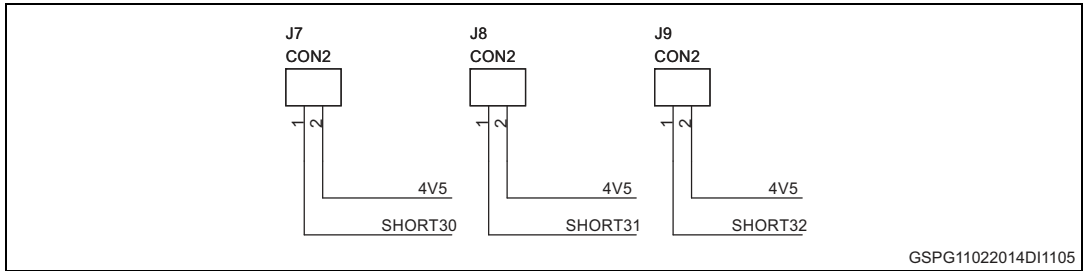 J7 J8 J9
CON2 CON2 CON2
1 2 1 2 1 2
4V5 4V5 4V5
SHORT30 SHORT31 SHORT32
GSPG11022014DI1105